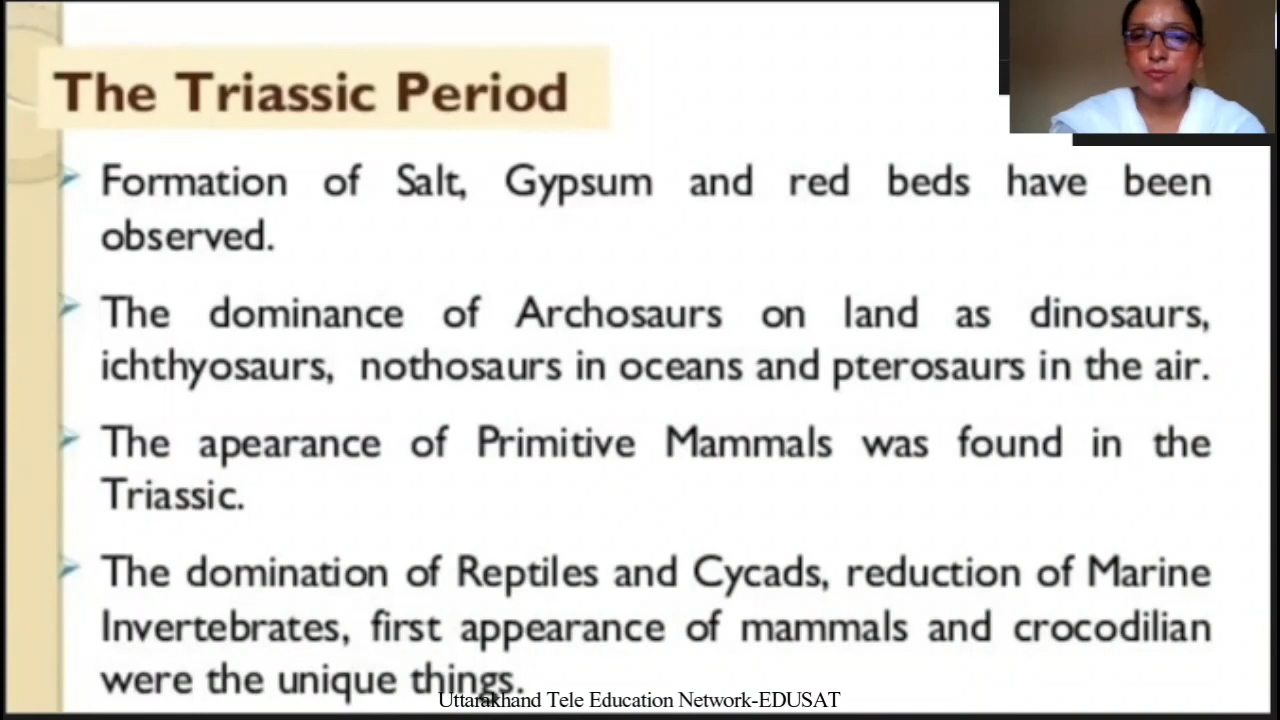 The Triassic Period
Formation of Salt, Gypsum and red beds have been
observed.
The dominance of Archosaurs on land as dinosaurs,
ichthyosaurs, nothosaurs in oceans and pterosaurs in the air.
The apearance of Primitive Mammals was found in the
Triassic.
The domination of Reptiles and Cycads, reduction of Marine
Invertebrates, first appearance of mammals and crocodilian
were the unique things.
Uttarakhand Tele Education Network-EDUSAT